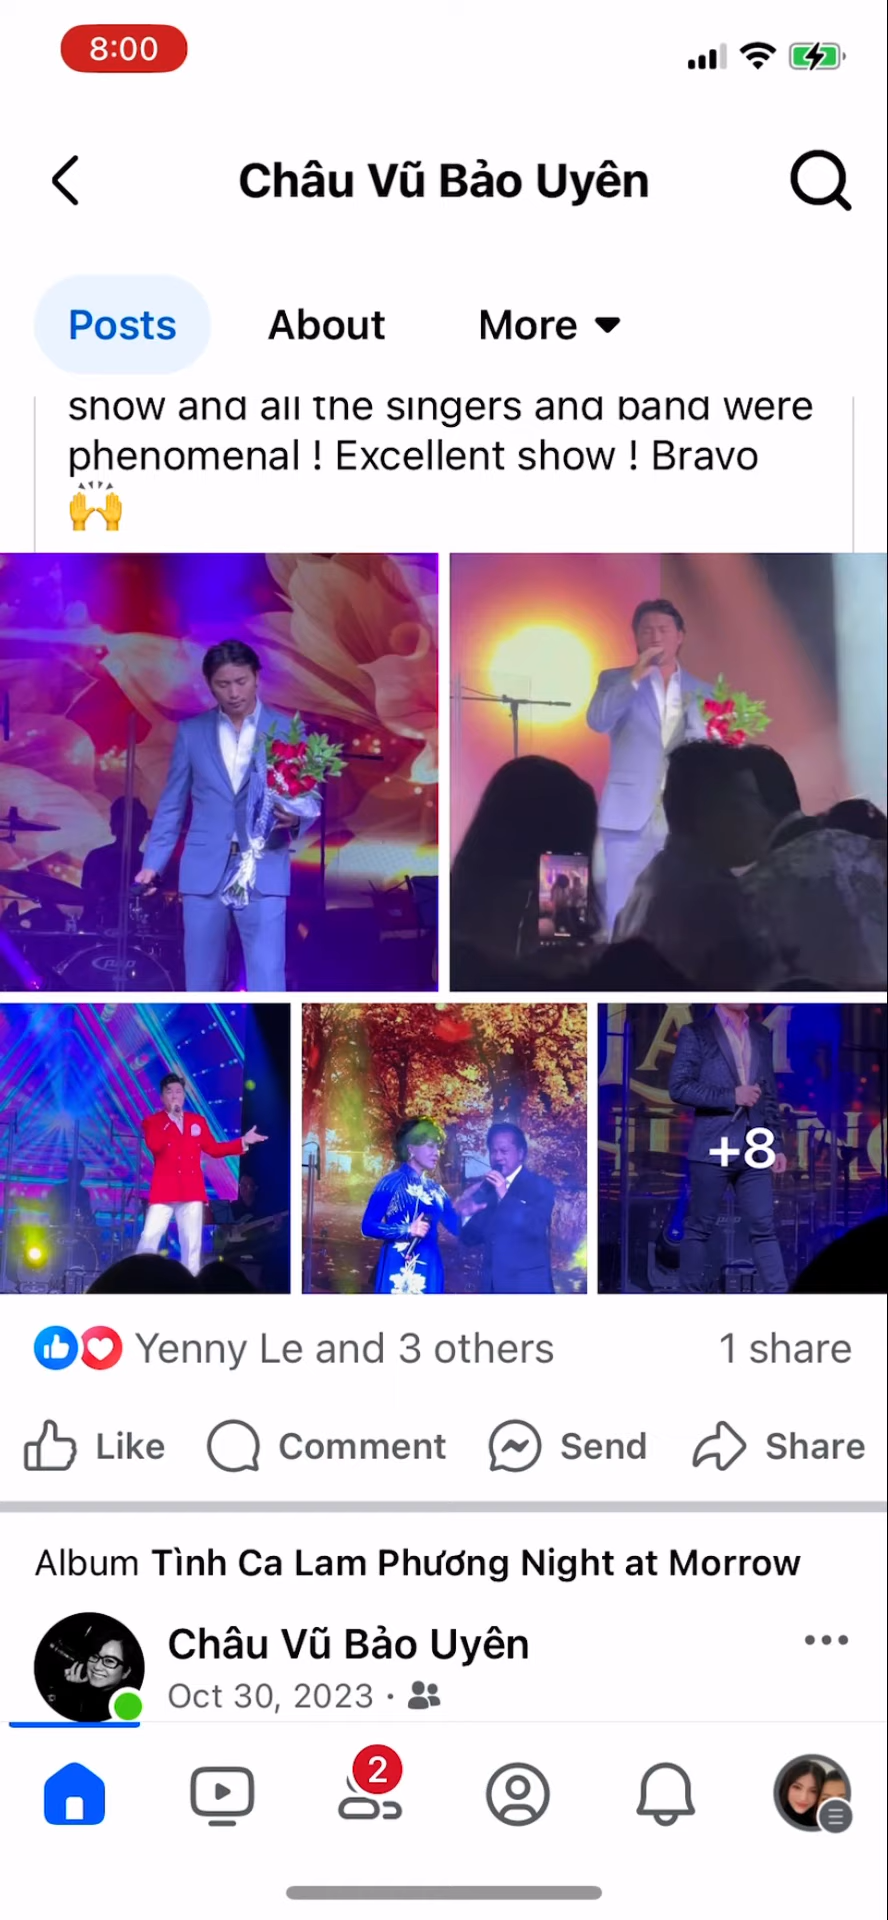 8:00
Châu Vũ Bảo Uyên
Posts About More
show and all the singers and band were
phenomenal ! Excellent show ! Bravo
🙌
+8
Yenny Le and 3 others 1 share
Like Comment Send Share
Album Tình Ca Lam Phương Night at Morrow
Châu Vũ Bảo Uyên
Oct 30, 2023 ·
2